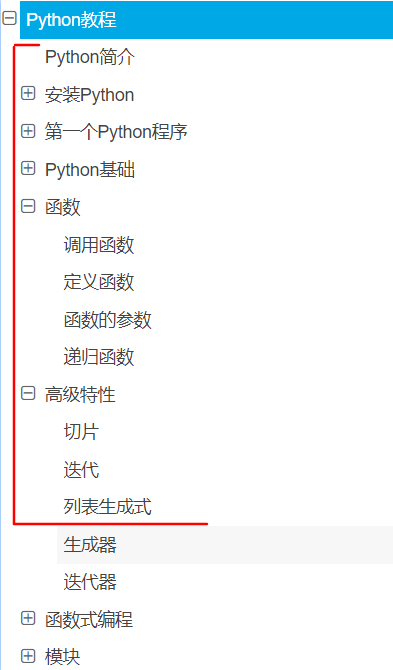 Python教程
Python简介
安装Python
第一个Python程序
Python基础
函数
调用函数
定义函数
函数的参数
递归函数
高级特性
切片
迭代
列表生成式
生成器
迭代器
函数式编程
模块